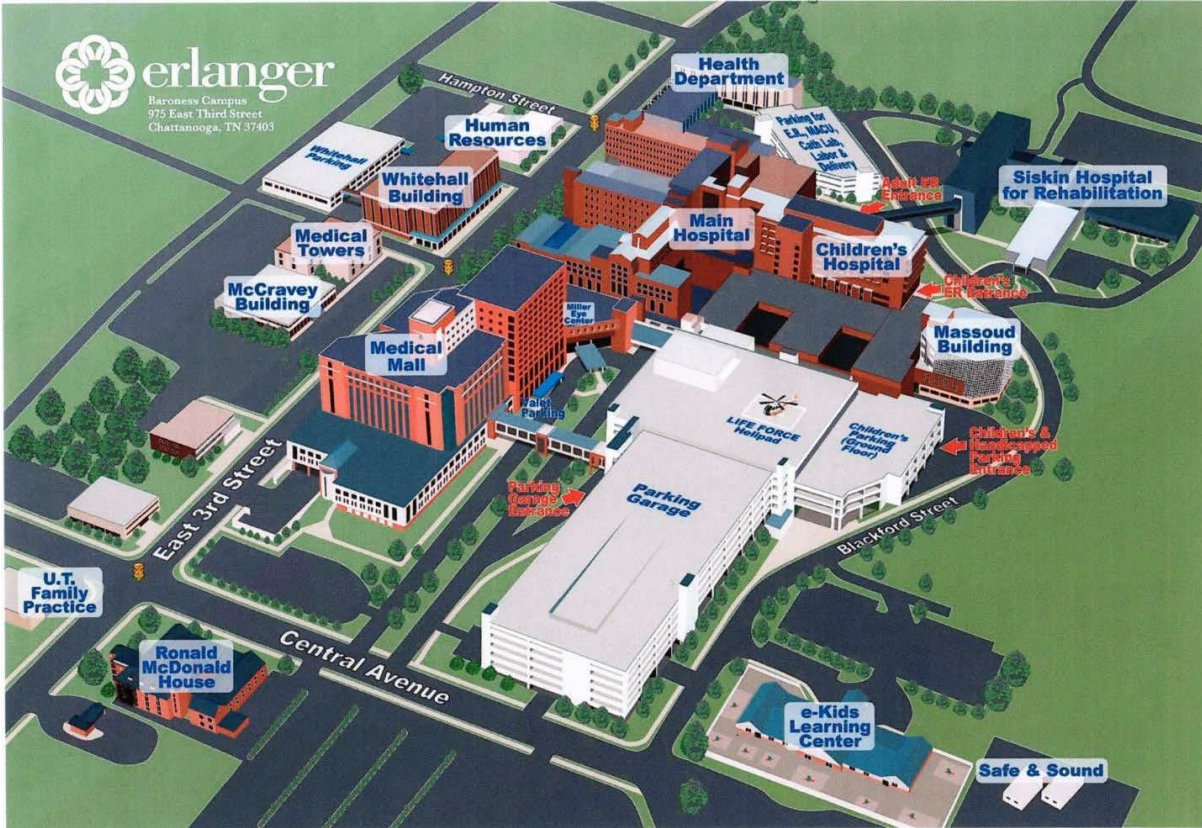 erlanger
Baroness Campus
975 East Third Street
Chattanooga, TN 37403
Hampton Street
Health
Department
Human
Resources
Parking for
E.R., MACU,
Cath Lab,
Labor &
Delivery
Whitehall
Parking
Whitehall
Building
Adult ER
Entrance
Siskin Hospital
for Rehabilitation
Medical
Towers
Main
Hospital
Children's
Hospital
McCravey
Building
Children's
ER Entrance
Miller
Eye
Center
Medical
Mall
Massoud
Building
Valet
Parking
LIFE FORCE
Helipad
Children's
Parking
(Ground
Floor)
Children's &
Handicapped
Parking
Entrance
East 3rd Street
Parking
Garage
Entrance
Parking
Garage
Blackford Street
U.T.
Family
Practice
Ronald
McDonald
House
Central Avenue
e-Kids
Learning
Center
Safe & Sound